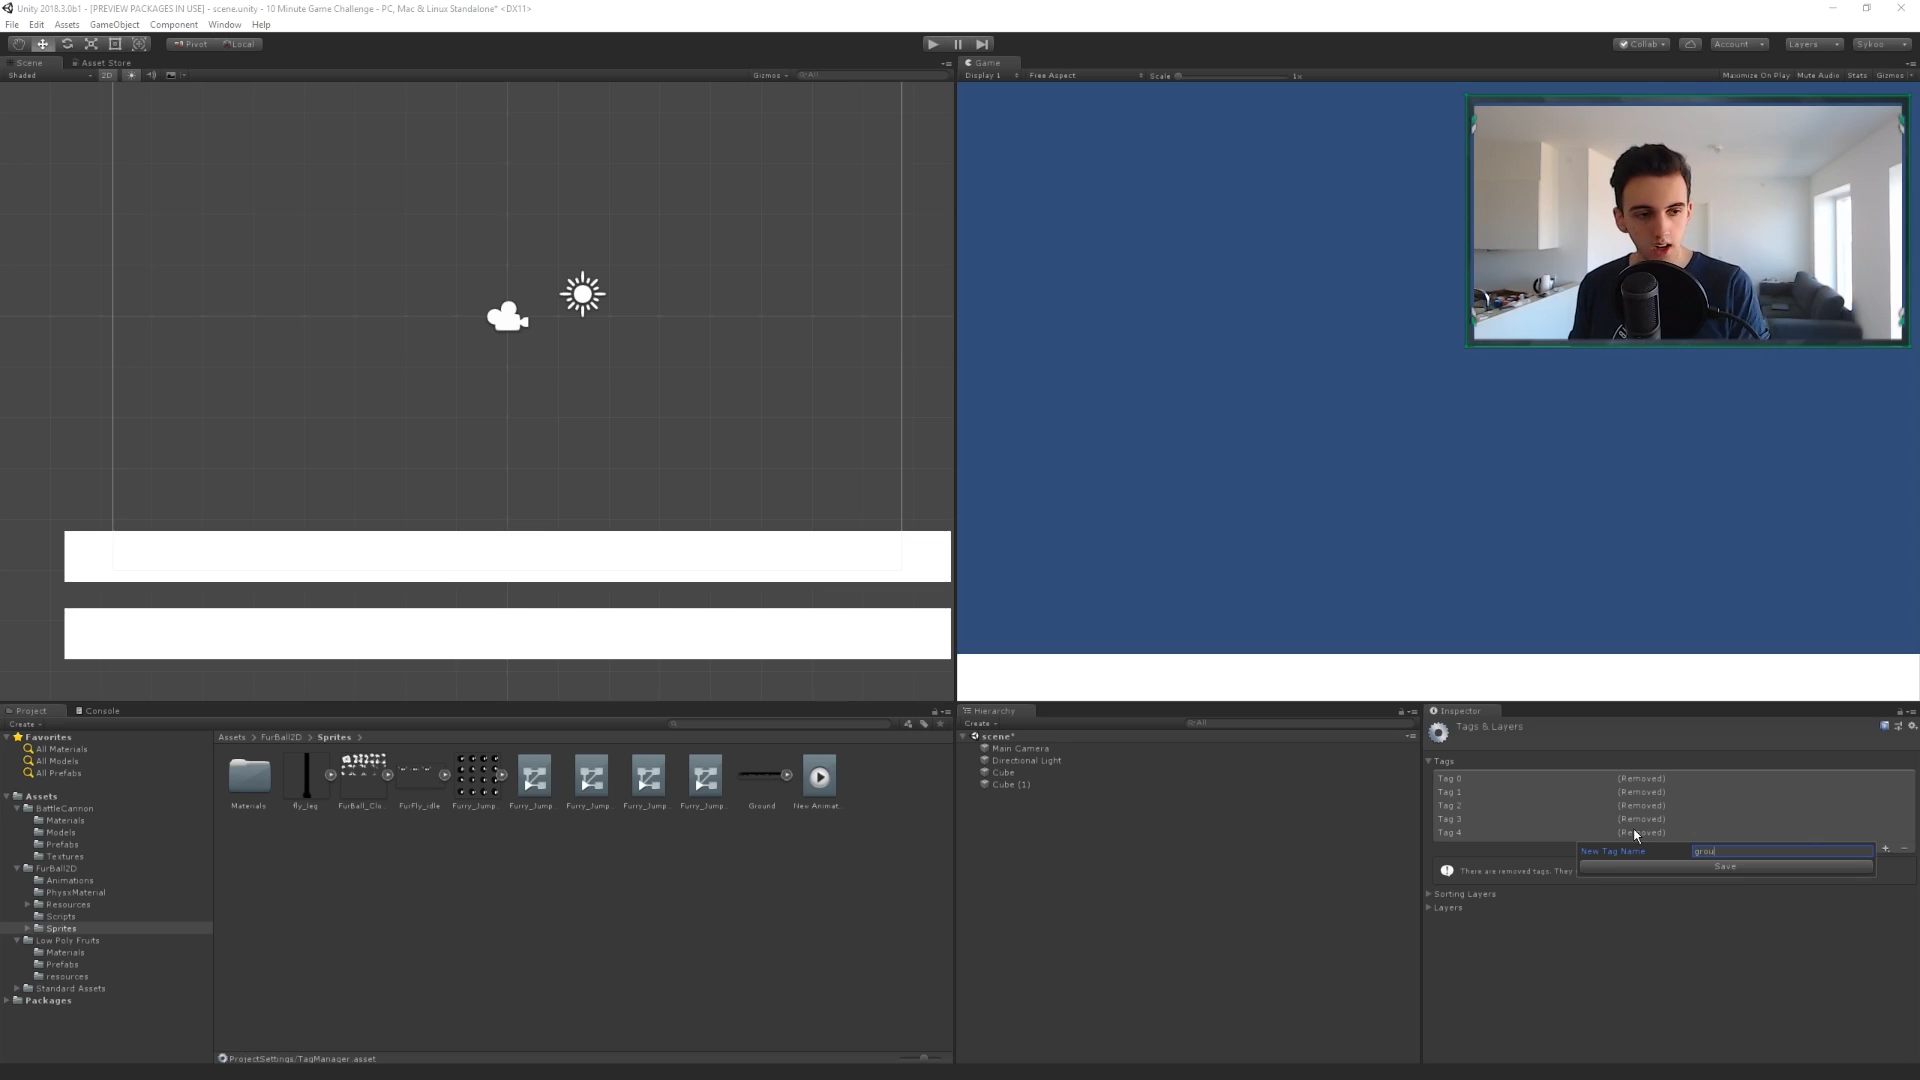 Unity 2018.3.0b1 - [PREVIEW PACKAGES IN USE] - scene.unity - 10 Minute Game Challenge - PC, Mac & Linux Standalone* <DX11>
File Edit Assets GameObject Component Window Help
Pivot Local Collab Account Layers Sykoo
Scene Asset Store Game
Shaded 2D Gizmos All Display 1 Free Aspect Scale 1x Maximize On Play Mute Audio Stats Gizmos
Project Console
Create
Favorites
All Materials
All Models
All Prefabs
Assets
BattleCannon
Materials
Models
Prefabs
Textures
FurBall2D
Animations
PhysxMaterial
Resources
Scripts
Sprites
Low Poly Fruits
Materials
Prefabs
resources
Standard Assets
Packages
Assets > FurBall2D > Sprites >
Materials fly_leg FurBall_Clo... FurFly_idle Furry_Jump... Furry_Jump... Furry_Jump... Furry_Jump... Furry_Jump... Ground New Animat...
ProjectSettings/TagManager.asset
Hierarchy
Create All
scene*
Main Camera
Directional Light
Cube
Cube (1)
Inspector
Tags & Layers
Tags
Tag 0 (Removed)
Tag 1 (Removed)
Tag 2 (Removed)
Tag 3 (Removed)
Tag 4 (Removed)
New Tag Name grou
Save
There are removed tags. They
Sorting Layers
Layers